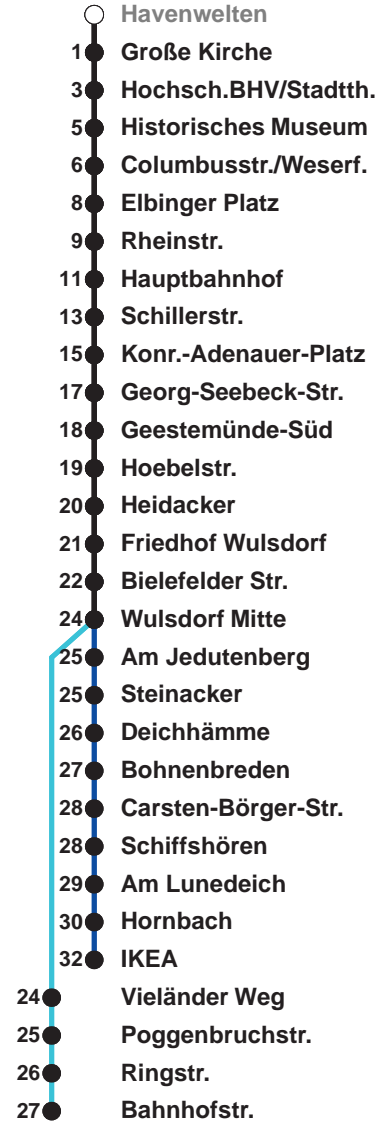 Havenwelten
1 Große Kirche
3 Hochsch.BHV/Stadtth.
5 Historisches Museum
6 Columbusstr./Weserf.
8 Elbinger Platz
9 Rheinstr.
11 Hauptbahnhof
13 Schillerstr.
15 Konr.-Adenauer-Platz
17 Georg-Seebeck-Str.
18 Geestemünde-Süd
19 Hoebelstr.
20 Heidacker
21 Friedhof Wulsdorf
22 Bielefelder Str.
24 Wulsdorf Mitte
25 Am Jedutenberg
25 Steinacker
26 Deichhämme
27 Bohnenbreden
28 Carsten-Börger-Str.
28 Schiffshören
29 Am Lunedeich
30 Hornbach
32 IKEA
24 Vieländer Weg
25 Poggenbruchstr.
26 Ringstr.
27 Bahnhofstr.